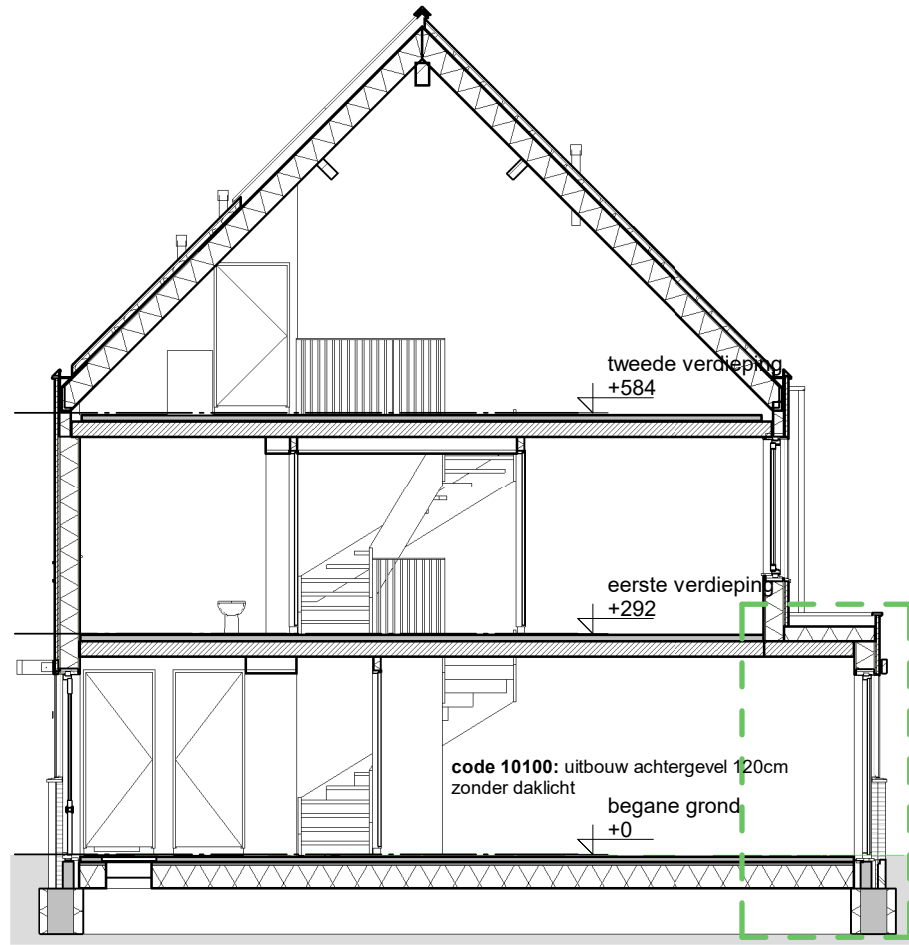 tweede verdieping
+584
eerste verdieping
+292
code 10100: uitbouw achtergevel 120cm
zonder daklicht
begane grond
+0